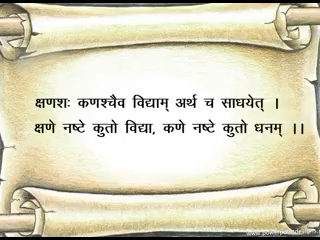 क्षणशः कणश्चैव विद्याम् अर्थ च साधयेत् ।
क्षणे नष्टे कुतो विद्या, कणे नष्टे कुतो धनम् ।।